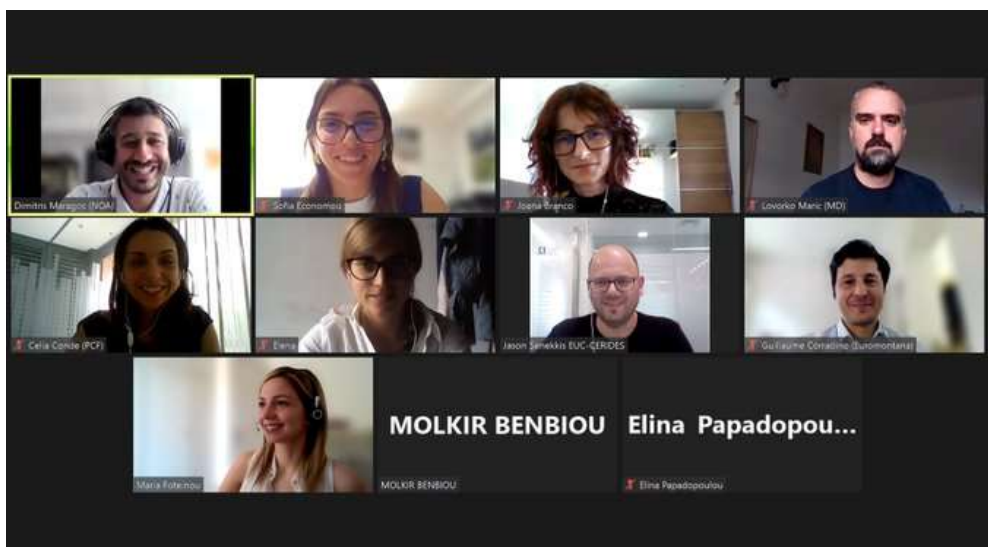 Dimitris Maragos (NOA)
Sofia Economou
Joana Branco
Lovorko Maric (MD)
Celia Conde (PCF)
Elena
Jason Senekkis EUC-CERIDES
Guillaume Corradino (Euromontana)
Maria Foteinou
MOLKIR BENBIOU
MOLKIR BENBIOU
Elina Papadopou...
Elina Papadopoulou